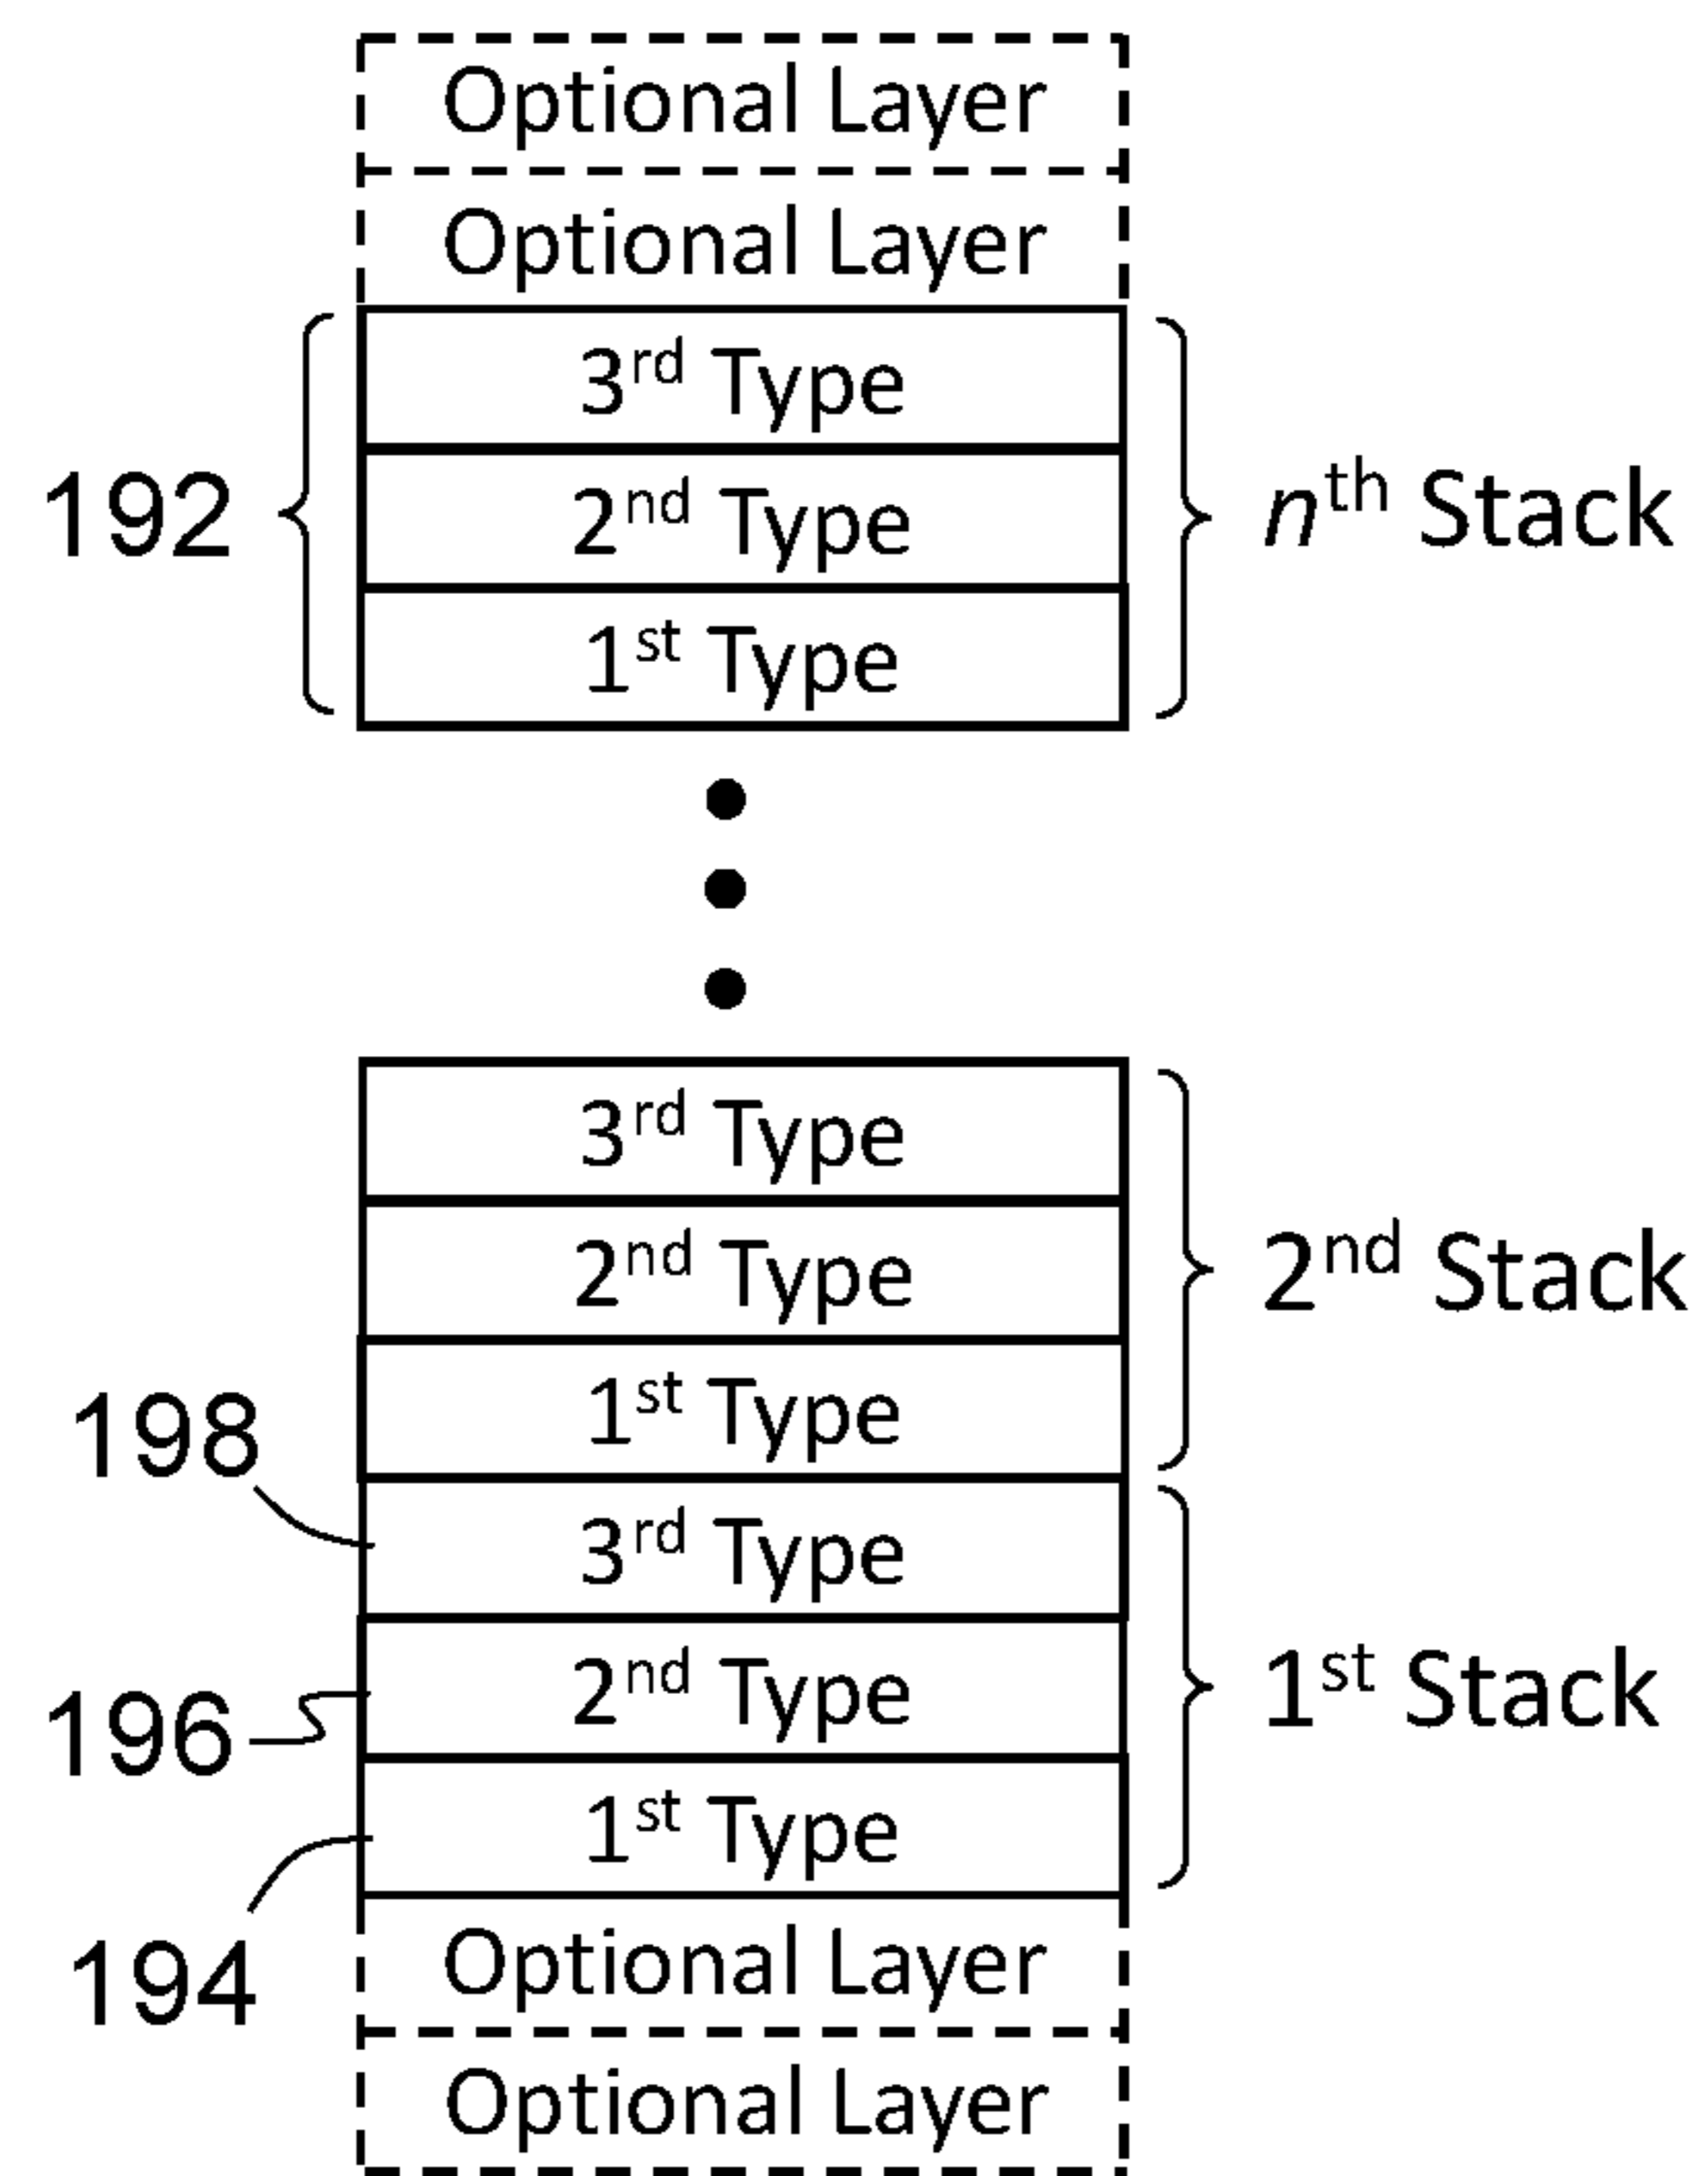 Optional Layer
Optional Layer
3rd Type
192
2nd Type
nth Stack
1st Type
3rd Type
2nd Type
2nd Stack
1st Type
198
3rd Type
2nd Type
1st Stack
196
1st Type
194
Optional Layer
Optional Layer